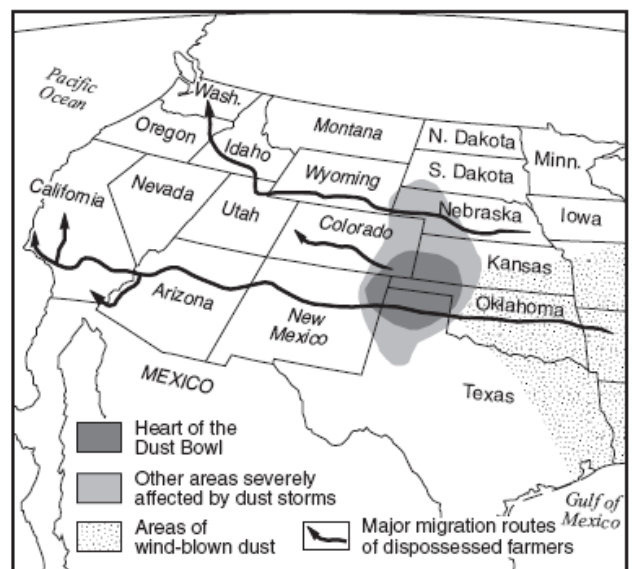 Pacific
Ocean
Wash.
Oregon
Idaho
Montana
N. Dakota
Minn.
S. Dakota
Wyoming
Nebraska
Iowa
California
Nevada
Utah
Colorado
Kansas
Arizona
New
Mexico
Oklahoma
Texas
MEXICO
Gulf of
Mexico
Heart of the
Dust Bowl
Other areas severely
affected by dust storms
Areas of
wind-blown dust
Major migration routes
of dispossessed farmers